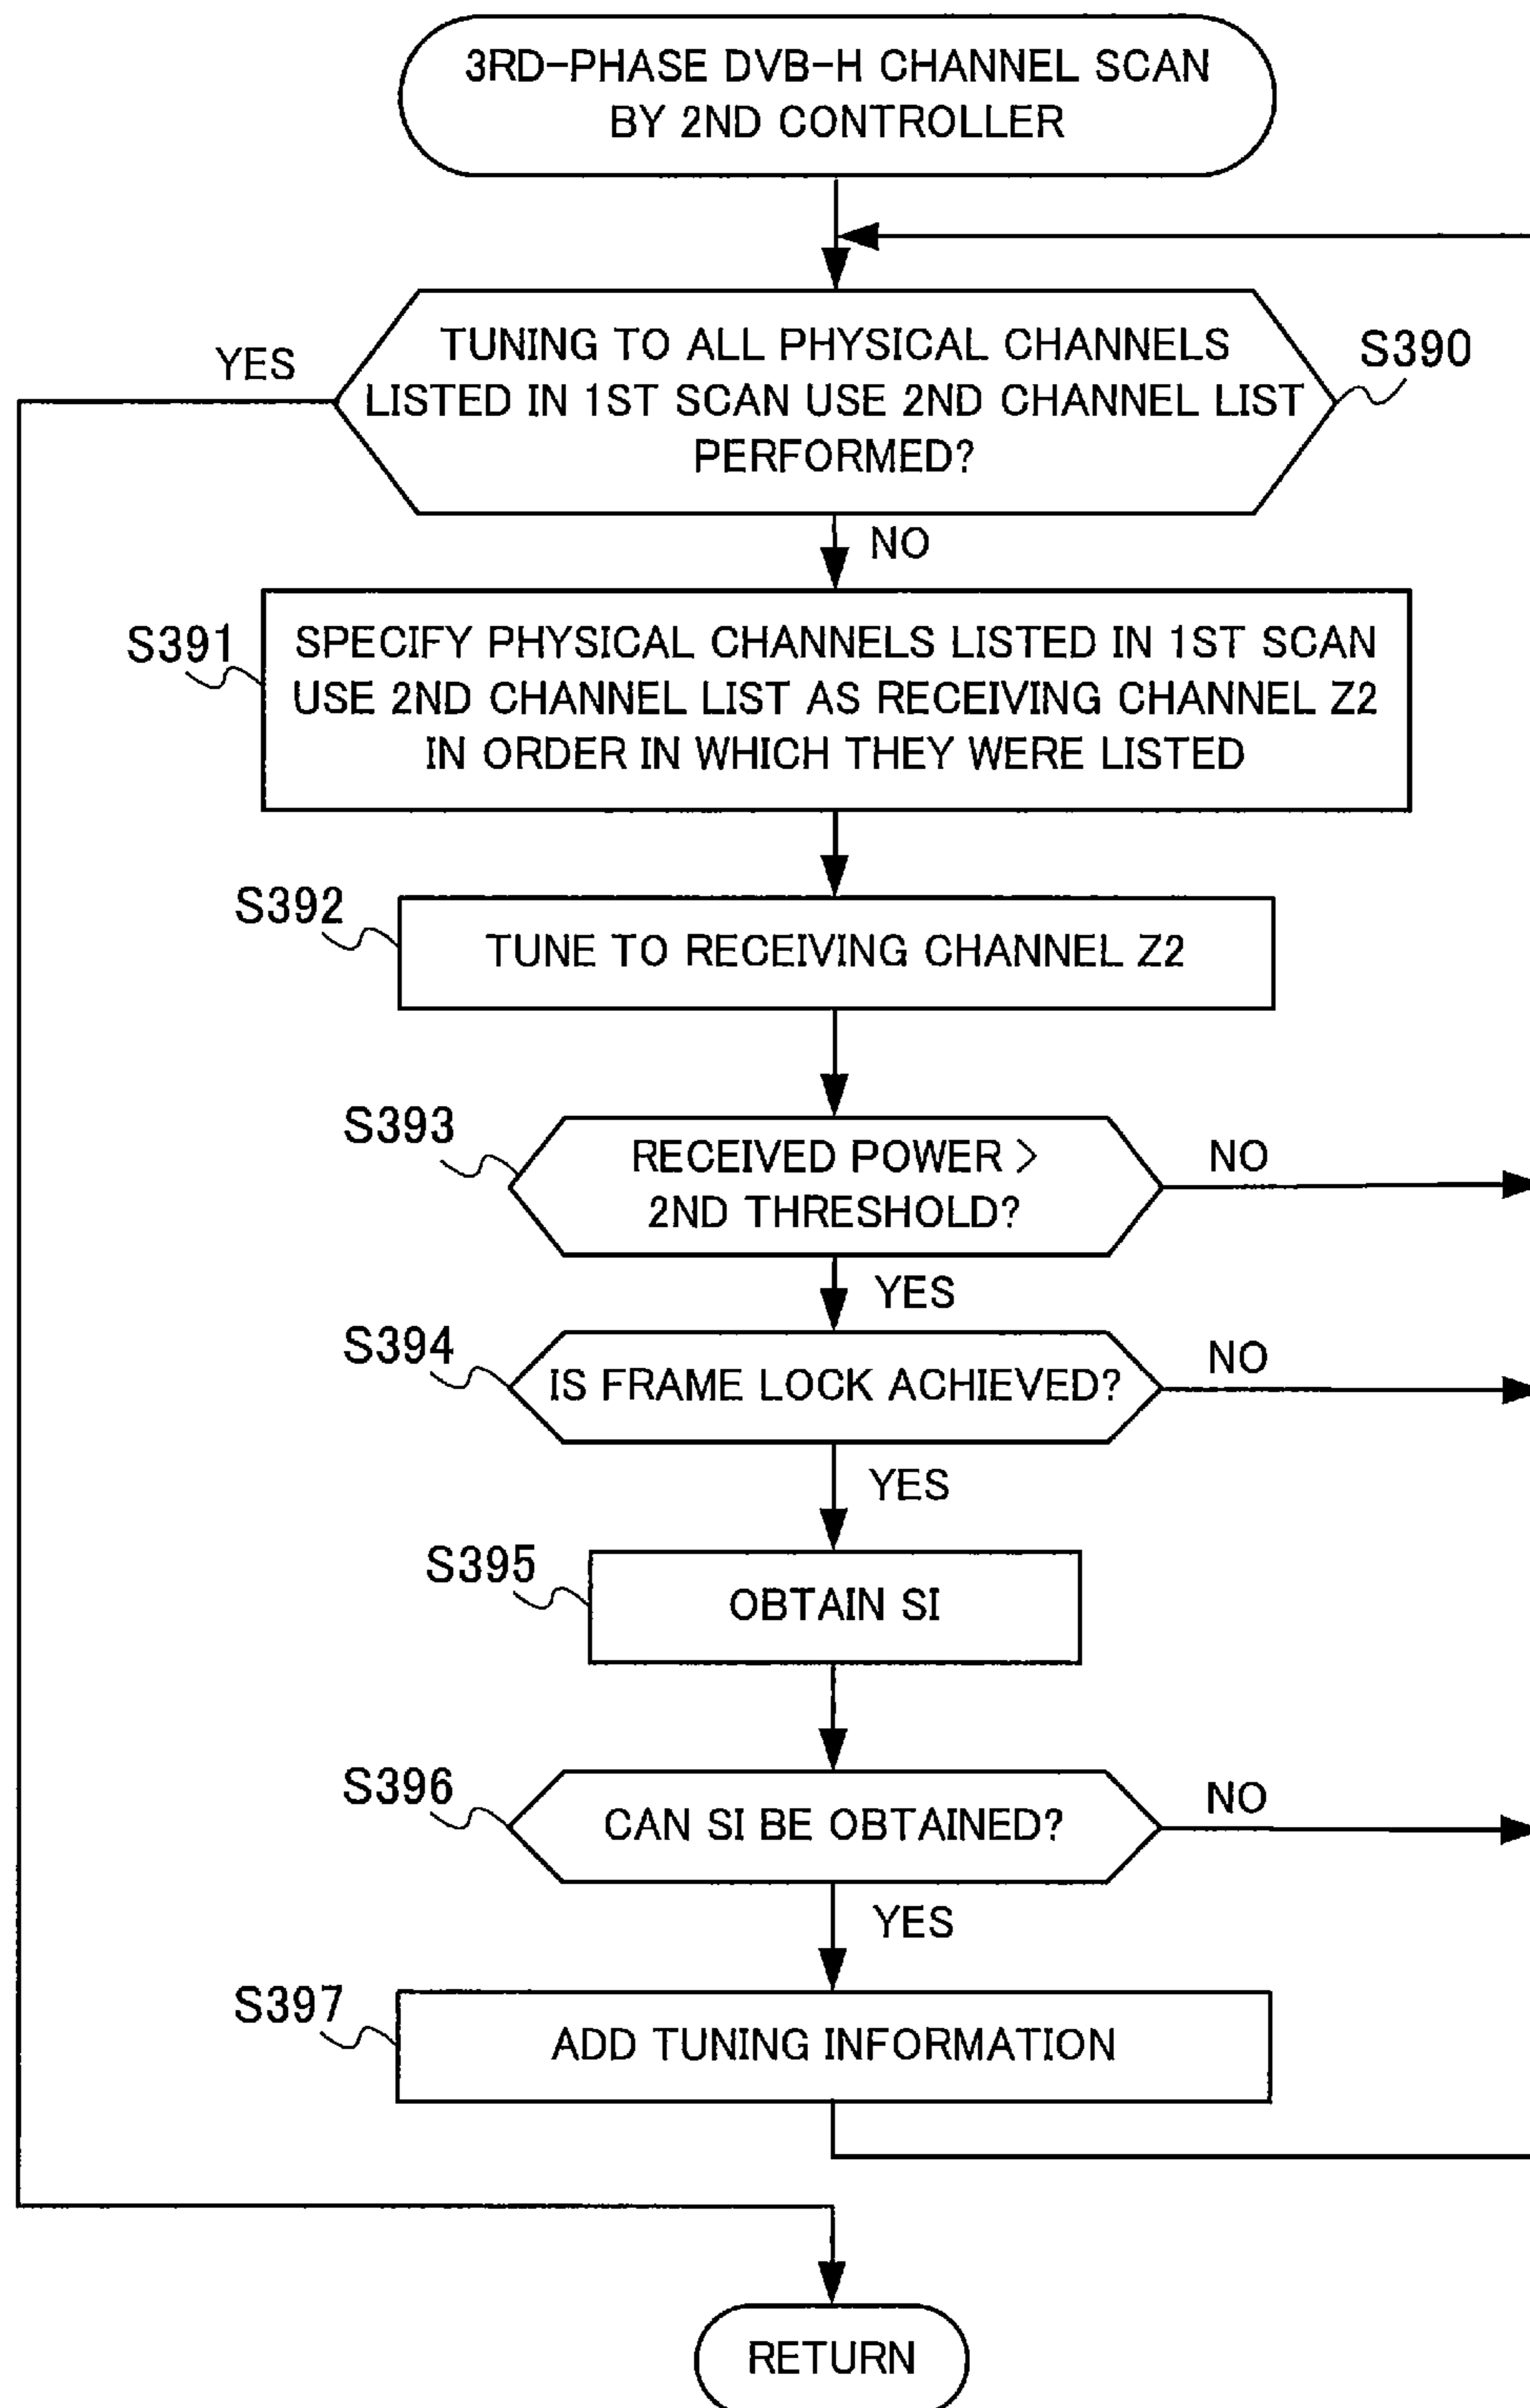 3RD-PHASE DVB-H CHANNEL SCAN
BY 2ND CONTROLLER
YES
TUNING TO ALL PHYSICAL CHANNELS
LISTED IN 1ST SCAN USE 2ND CHANNEL LIST
PERFORMED?
S390
NO
S391
SPECIFY PHYSICAL CHANNELS LISTED IN 1ST SCAN
USE 2ND CHANNEL LIST AS RECEIVING CHANNEL Z2
IN ORDER IN WHICH THEY WERE LISTED
S392
TUNE TO RECEIVING CHANNEL Z2
S393
RECEIVED POWER >
2ND THRESHOLD?
NO
YES
S394
IS FRAME LOCK ACHIEVED?
NO
YES
S395
OBTAIN SI
S396
CAN SI BE OBTAINED?
NO
YES
S397
ADD TUNING INFORMATION
RETURN